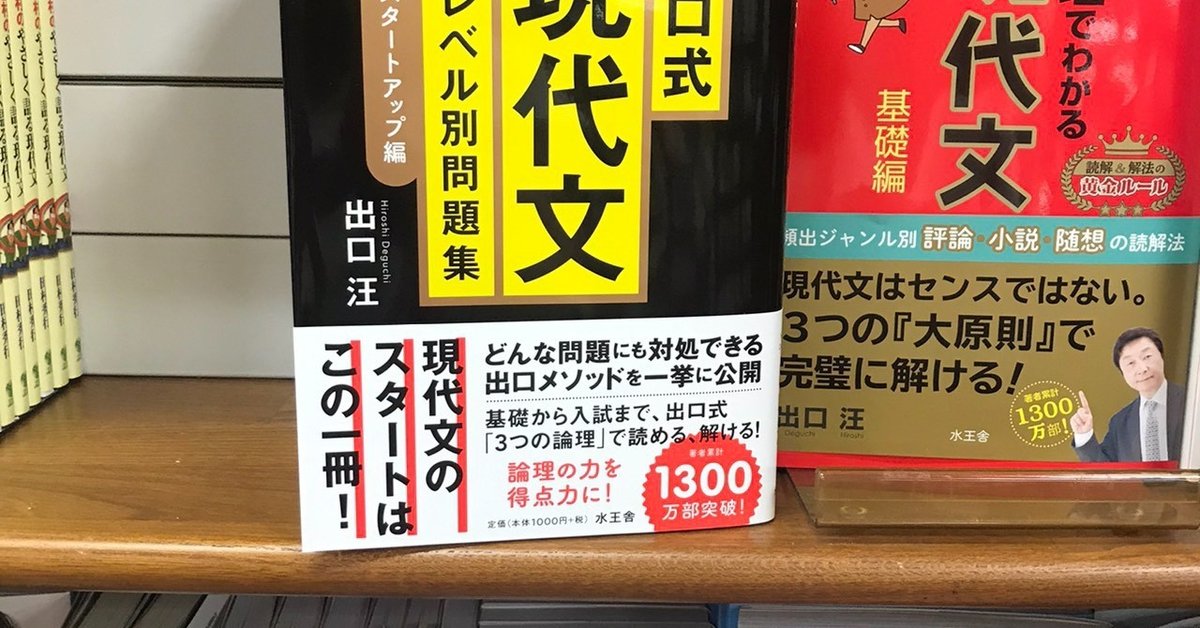 口式
現代文
レベル別問題集
スタートアップ編
出口 汪
Hiroshi Deguchi
現代文の
スタートは
この一冊！
どんな問題にも対処できる
出口メソッドを一挙に公開
基礎から入試まで、出口式
「3つの論理」で読める、解ける！
論理の力を
得点力に！
著者累計
1300
万部突破！
定価（本体1000円+税） 水王舎
でわかる
代文
基礎編
読解&解法の
黄金ルール
頻出ジャンル別 評論・小説・随想 の読解法
現代文はセンスではない。
3つの『大原則』で
完璧に解ける！
著者累計
1300
万部！
出口 汪
Deguchi Hiroshi
水王舎